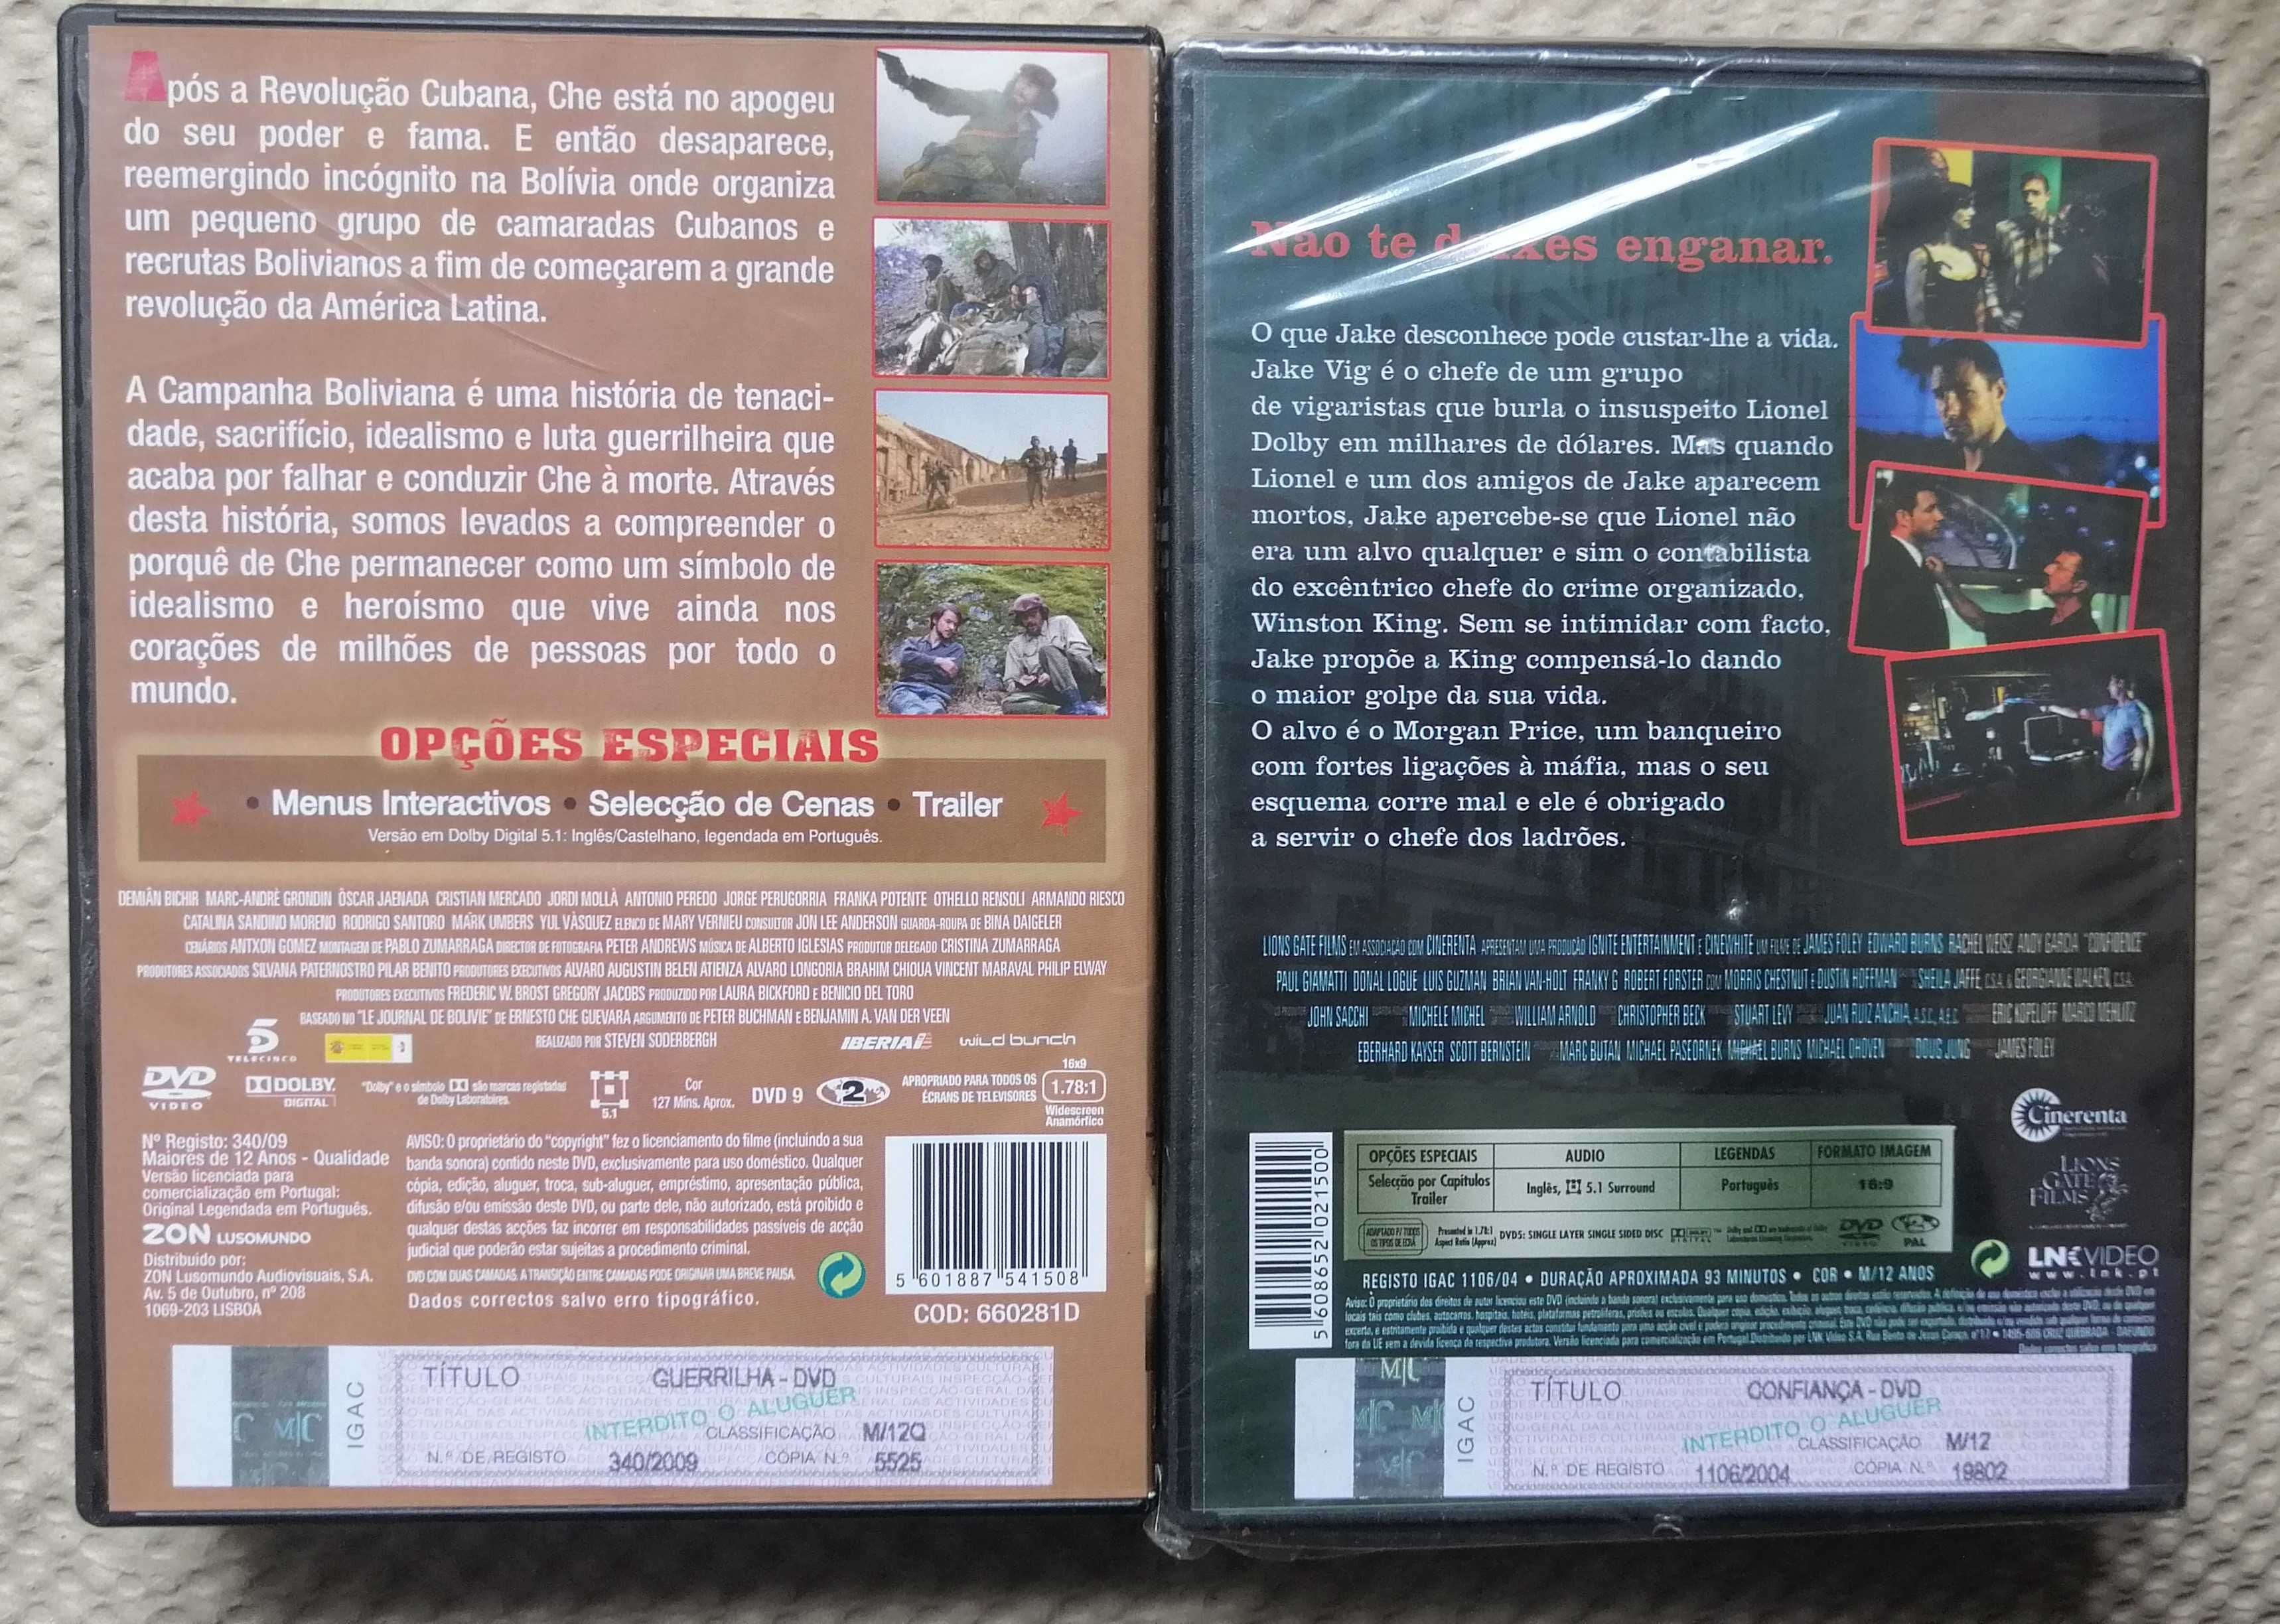 Após a Revolução Cubana, Che está no apogeu
do seu poder e fama. E então desaparece,
reemergindo incógnito na Bolívia onde organiza
um pequeno grupo de camaradas Cubanos e
recrutas Bolivianos a fim de começarem a grande
revolução da América Latina.
A Campanha Boliviana é uma história de tenaci-
dade, sacrifício, idealismo e luta guerrilheira que
acaba por falhar e conduzir Che à morte. Através
desta história, somos levados a compreender o
porquê de Che permanecer como um símbolo de
idealismo e heroísmo que vive ainda nos
corações de milhões de pessoas por todo o
mundo.
OPÇÕES ESPECIAIS
• Menus Interactivos • Selecção de Cenas • Trailer
Versão em Dolby Digital 5.1: Inglês/Castelhano, legendada em Português.
DEMIÁN BICHIR MARC-ANDRÉ GRONDIN ÒSCAR JAENADA CRISTIAN MERCADO JORDI MOLLÀ ANTONIO PEREDO JORGE PERUGORRIA FRANKA POTENTE OTHELLO RENSOLI ARMANDO RIESCO
CATALINA SANDINO MORENO RODRIGO SANTORO MARK UMBERS YUL VÀSQUEZ ELENCO DE MARY VERNIEU CONSULTOR JON LEE ANDERSON GUARDA-ROUPA DE BINA DAIGELER
CENÁRIOS ANTXON GOMEZ MONTAGEM DE PABLO ZUMARRAGA DIRECTOR DE FOTOGRAFIA PETER ANDREWS MÚSICA DE ALBERTO IGLESIAS PRODUTOR DELEGADO CRISTINA ZUMARRAGA
PRODUTORES ASSOCIADOS SILVANA PATERNOSTRO PILAR BENITO PRODUTORES EXECUTIVOS ALVARO AUGUSTIN BELEN ATIENZA ALVARO LONGORIA BRAHIM CHIOUA VINCENT MARAVAL PHILIP ELWAY
PRODUTORES EXECUTIVOS FREDERIC W. BROST GREGORY JACOBS PRODUZIDO POR LAURA BICKFORD E BENICIO DEL TORO
BASEADO NO "LE JOURNAL DE BOLIVIE" DE ERNESTO CHE GUEVARA ARGUMENTO DE PETER BUCHMAN E BENJAMIN A. VAN DER VEEN
REALIZADO POR STEVEN SODERBERGH
5 TELECINCO
IBERIA
wild bunch
DVD VIDEO
DOLBY DIGITAL
"Dolby" e o símbolo são marcas registadas
de Dolby Laboratoires.
5.1
Cor
127 Mins. Aprox.
DVD 9
2
APROPRIADO PARA TODOS OS
ÉCRANS DE TELEVISORES
16x9
1.78:1
Widescreen
Anamórfico
Nº Registo: 340/09
Maiores de 12 Anos - Qualidade
Versão licenciada para
comercialização em Portugal:
Original Legendada em Português.
ZON LUSOMUNDO
Distribuído por:
ZON Lusomundo Audiovisuais, S.A.
Av. 5 de Outubro, nº 208
1069-203 LISBOA
AVISO: O proprietário do "copyright" fez o licenciamento do filme (incluindo a sua
banda sonora) contido neste DVD, exclusivamente para uso doméstico. Qualquer
cópia, edição, aluguer, troca, sub-aluguer, empréstimo, apresentação pública,
difusão e/ou emissão deste DVD, ou parte dele, não autorizado, está proibido e
qualquer destas acções faz incorrer em responsabilidades passíveis de acção
judicial que poderão estar sujeitas a procedimento criminal.
DVD COM DUAS CAMADAS. A TRANSIÇÃO ENTRE CAMADAS PODE ORIGINAR UMA BREVE PAUSA.
Dados correctos salvo erro tipográfico.
5 601887 541508
COD: 660281D
IGAC
TÍTULO GUERRILHA - DVD
INTERDITO O ALUGUER
CLASSIFICAÇÃO M/12Q
N.º DE REGISTO 340/2009 CÓPIA N.º 5525
Não te deixes enganar.
O que Jake desconhece pode custar-lhe a vida.
Jake Vig é o chefe de um grupo
de vigaristas que burla o insuspeito Lionel
Dolby em milhares de dólares. Mas quando
Lionel e um dos amigos de Jake aparecem
mortos, Jake apercebe-se que Lionel não
era um alvo qualquer e sim o contabilista
do excêntrico chefe do crime organizado,
Winston King. Sem se intimidar com facto,
Jake propõe a King compensá-lo dando
o maior golpe da sua vida.
O alvo é o Morgan Price, um banqueiro
com fortes ligações à máfia, mas o seu
esquema corre mal e ele é obrigado
a servir o chefe dos ladrões.
LIONS GATE FILMS EM ASSOCIAÇÃO COM CINERENTA APRESENTAM UMA PRODUÇÃO IGNITE ENTERTAINMENT E CINEWHITE UM FILME DE JAMES FOLEY EDWARD BURNS RACHEL WEISZ ANDY GARCIA "CONFIDENCE"
PAUL GIAMATTI DONAL LOGUE LUIS GUZMAN BRIAN VAN-HOLT FRANKY G ROBERT FORSTER COM MORRIS CHESTNUT E DUSTIN HOFFMAN SHEILA JAFFE, C.S.A. & GEORGIANNE WALKEN, C.S.A.
JOHN SACCHI MICHELE MICHEL WILLIAM ARNOLD CHRISTOPHER BECK STUART LEVY JUAN RUIZ ANCHIA, A.S.C., A.E.C. ERIC KOPELOFF MARCO MEHLITZ
EBERHARD KAYSER SCOTT BERNSTEIN MARC BUTAN MICHAEL PASEORNEK MICHAEL BURNS MICHAEL OHOVEN DOUG JUNG JAMES FOLEY
Cinerenta
LIONS GATE FILMS
5 608652 021500
OPÇÕES ESPECIAIS AUDIO LEGENDAS FORMATO IMAGEM
Selecção por Capítulos
Trailer
Inglês, 5.1 Surround
Português
16:9
ADAPTADO P/ TODOS
OS TIPOS DE ECRÃ
Presented in 1.78:1
Aspect Ratio (Approx)
DVD5: SINGLE LAYER SINGLE SIDED DISC
DVD
2
PAL
LNK VIDEO
www.lnk.pt
REGISTO IGAC 1106/04 • DURAÇÃO APROXIMADA 93 MINUTOS • COR • M/12 ANOS
IGAC
TÍTULO CONFIANÇA - DVD
INTERDITO O ALUGUER
CLASSIFICAÇÃO M/12
N.º DE REGISTO 1106/2004 CÓPIA N.º 19802